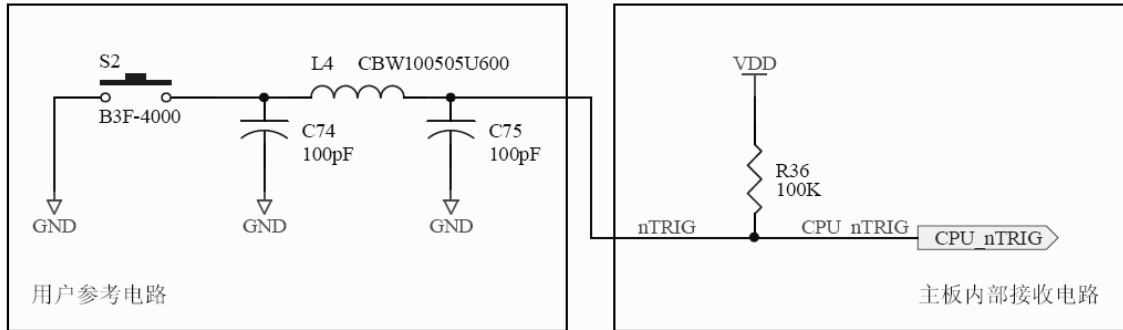 S2
B3F-4000
L4 CBW100505U600
C74
100pF
C75
100pF
GND
GND
GND
用户参考电路
VDD
R36
100K
nTRIG
CPU_nTRIG
CPU_nTRIG
主板内部接收电路